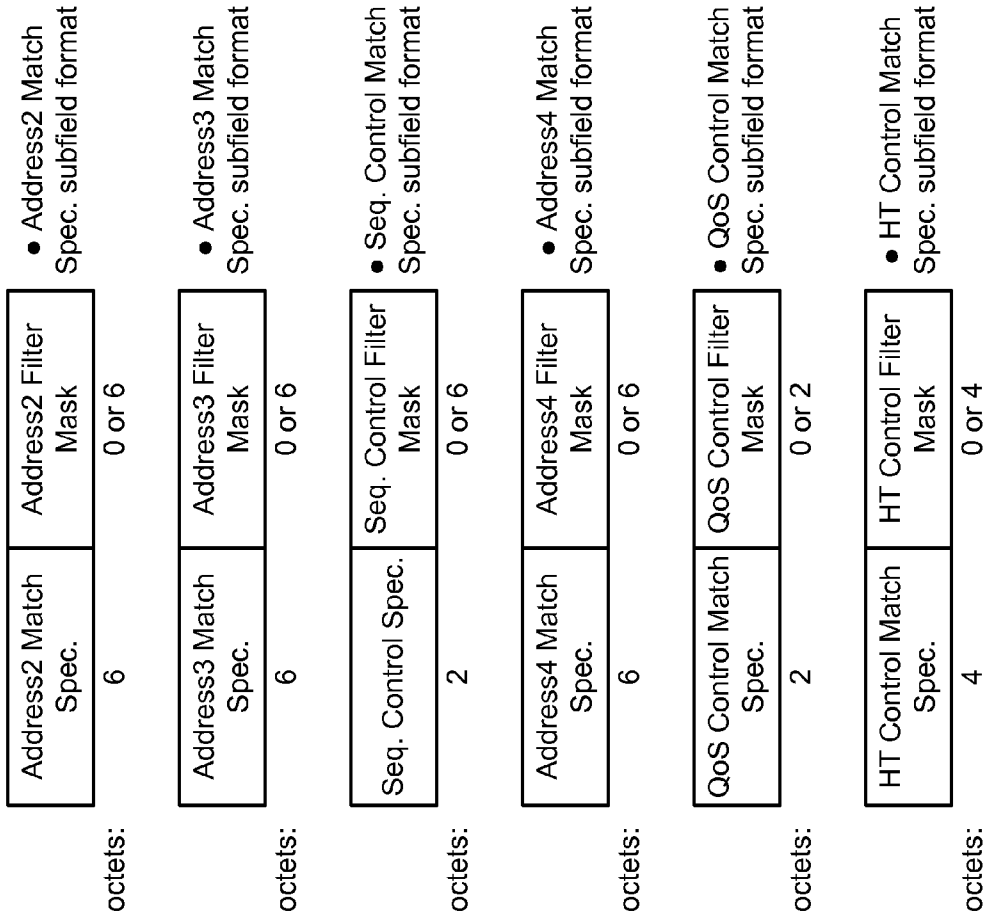 Address2 Match
Spec.
Address2 Filter
Mask
● Address2 Match
Spec. subfield format
octets:
6
0 or 6
Address3 Match
Spec.
Address3 Filter
Mask
● Address3 Match
Spec. subfield format
octets:
6
0 or 6
Seq. Control Spec.
Seq. Control Filter
Mask
● Seq. Control Match
Spec. subfield format
octets:
2
0 or 6
Address4 Match
Spec.
Address4 Filter
Mask
● Address4 Match
Spec. subfield format
octets:
6
0 or 6
QoS Control Match
Spec.
QoS Control Filter
Mask
● QoS Control Match
Spec. subfield format
octets:
2
0 or 2
HT Control Match
Spec.
HT Control Filter
Mask
● HT Control Match
Spec. subfield format
octets:
4
0 or 4